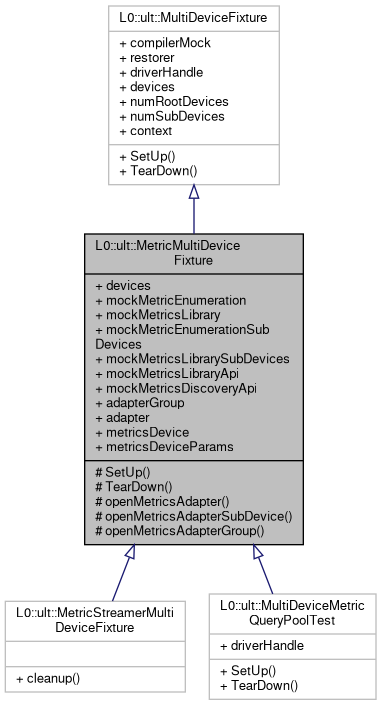 L0::ult::MultiDeviceFixture
+ compilerMock
+ restorer
+ driverHandle
+ devices
+ numRootDevices
+ numSubDevices
+ context
+ SetUp()
+ TearDown()
L0::ult::MetricMultiDevice
Fixture
+ devices
+ mockMetricEnumeration
+ mockMetricsLibrary
+ mockMetricEnumerationSub
Devices
+ mockMetricsLibrarySubDevices
+ mockMetricsLibraryApi
+ mockMetricsDiscoveryApi
+ adapterGroup
+ adapter
+ metricsDevice
+ metricsDeviceParams
# SetUp()
# TearDown()
# openMetricsAdapter()
# openMetricsAdapterSubDevice()
# openMetricsAdapterGroup()
L0::ult::MetricStreamerMulti
DeviceFixture
+ cleanup()
L0::ult::MultiDeviceMetric
QueryPoolTest
+ driverHandle
+ SetUp()
+ TearDown()